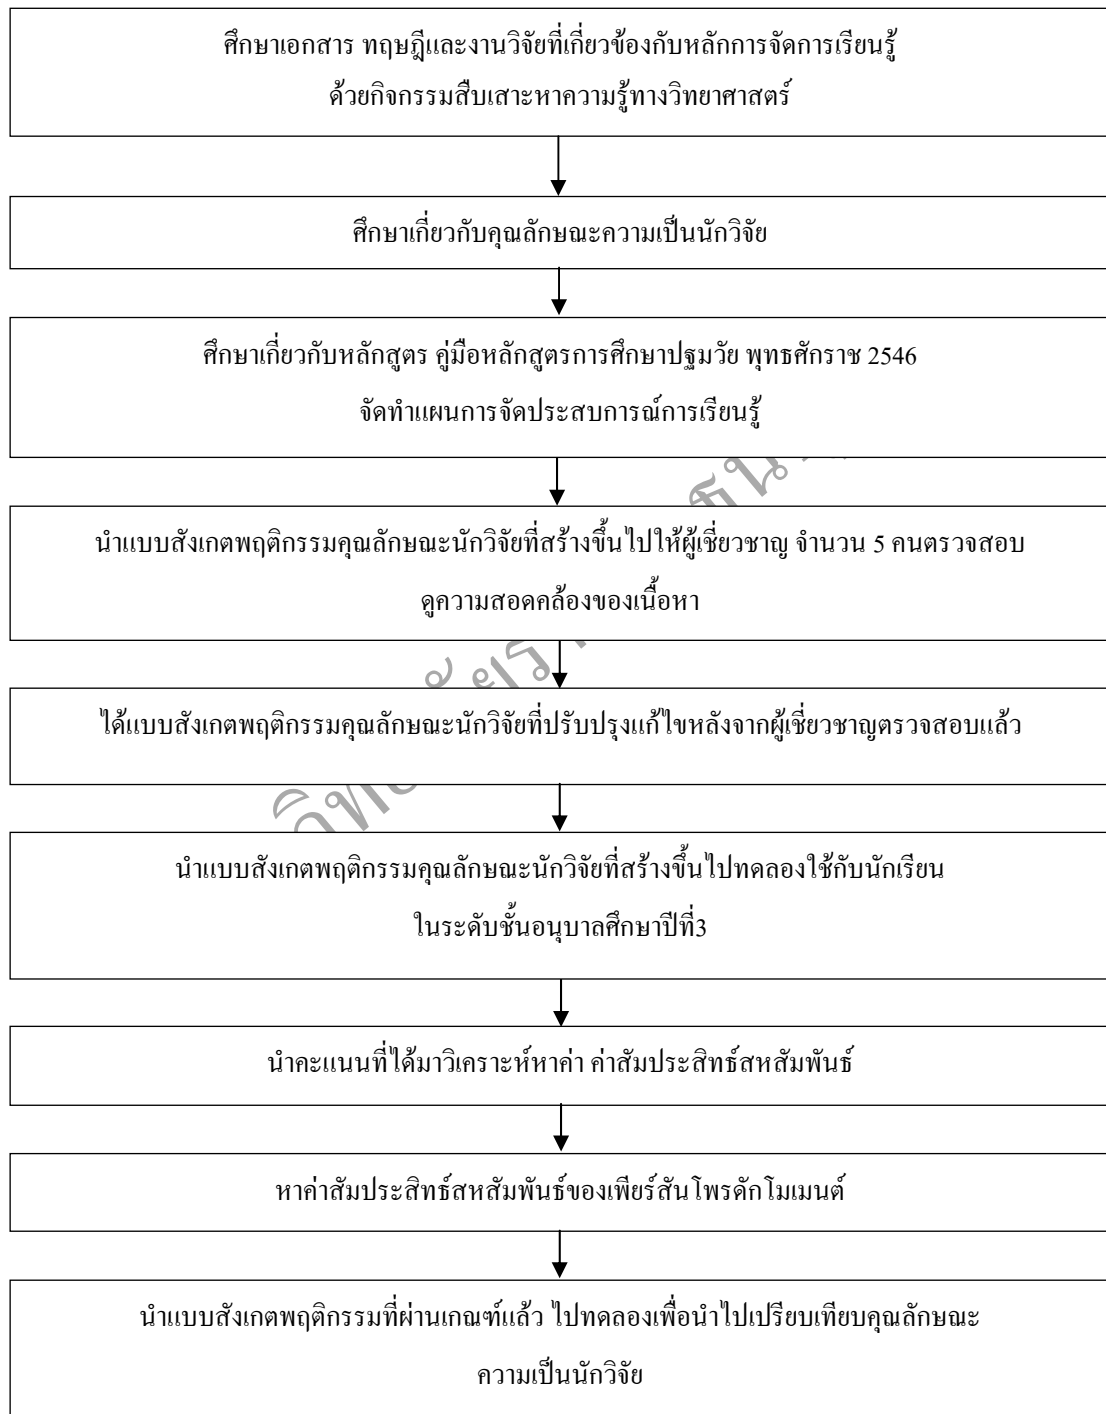 ศึกษาเอกสาร ทฤษฎีและงานวิจัยที่เกี่ยวข้องกับหลักการจัดการเรียนรู้
ด้วยกิจกรรมสืบเสาะหาความรู้ทางวิทยาศาสตร์
ศึกษาเกี่ยวกับคุณลักษณะความเป็นนักวิจัย
ศึกษาเกี่ยวกับหลักสูตร คู่มือหลักสูตรการศึกษาปฐมวัย พุทธศักราช 2546
จัดทำแผนการจัดประสบการณ์การเรียนรู้
นำแบบสังเกตพฤติกรรมคุณลักษณะนักวิจัยที่สร้างขึ้นไปให้ผู้เชี่ยวชาญ จำนวน 5 คนตรวจสอบ
ดูความสอดคล้องของเนื้อหา
ได้แบบสังเกตพฤติกรรมคุณลักษณะนักวิจัยที่ปรับปรุงแก้ไขหลังจากผู้เชี่ยวชาญตรวจสอบแล้ว
นำแบบสังเกตพฤติกรรมคุณลักษณะนักวิจัยที่สร้างขึ้นไปทดลองใช้กับนักเรียน
ในระดับชั้นอนุบาลศึกษาปีที่3
นำคะแนนที่ได้มาวิเคราะห์หาค่า ค่าสัมประสิทธ์สหสัมพันธ์
หาค่าสัมประสิทธ์สหสัมพันธ์ของเพียร์สันโพรดักโมเมนต์
นำแบบสังเกตพฤติกรรมที่ผ่านเกณฑ์แล้ว ไปทดลองเพื่อนำไปเปรียบเทียบคุณลักษณะ
ความเป็นนักวิจัย